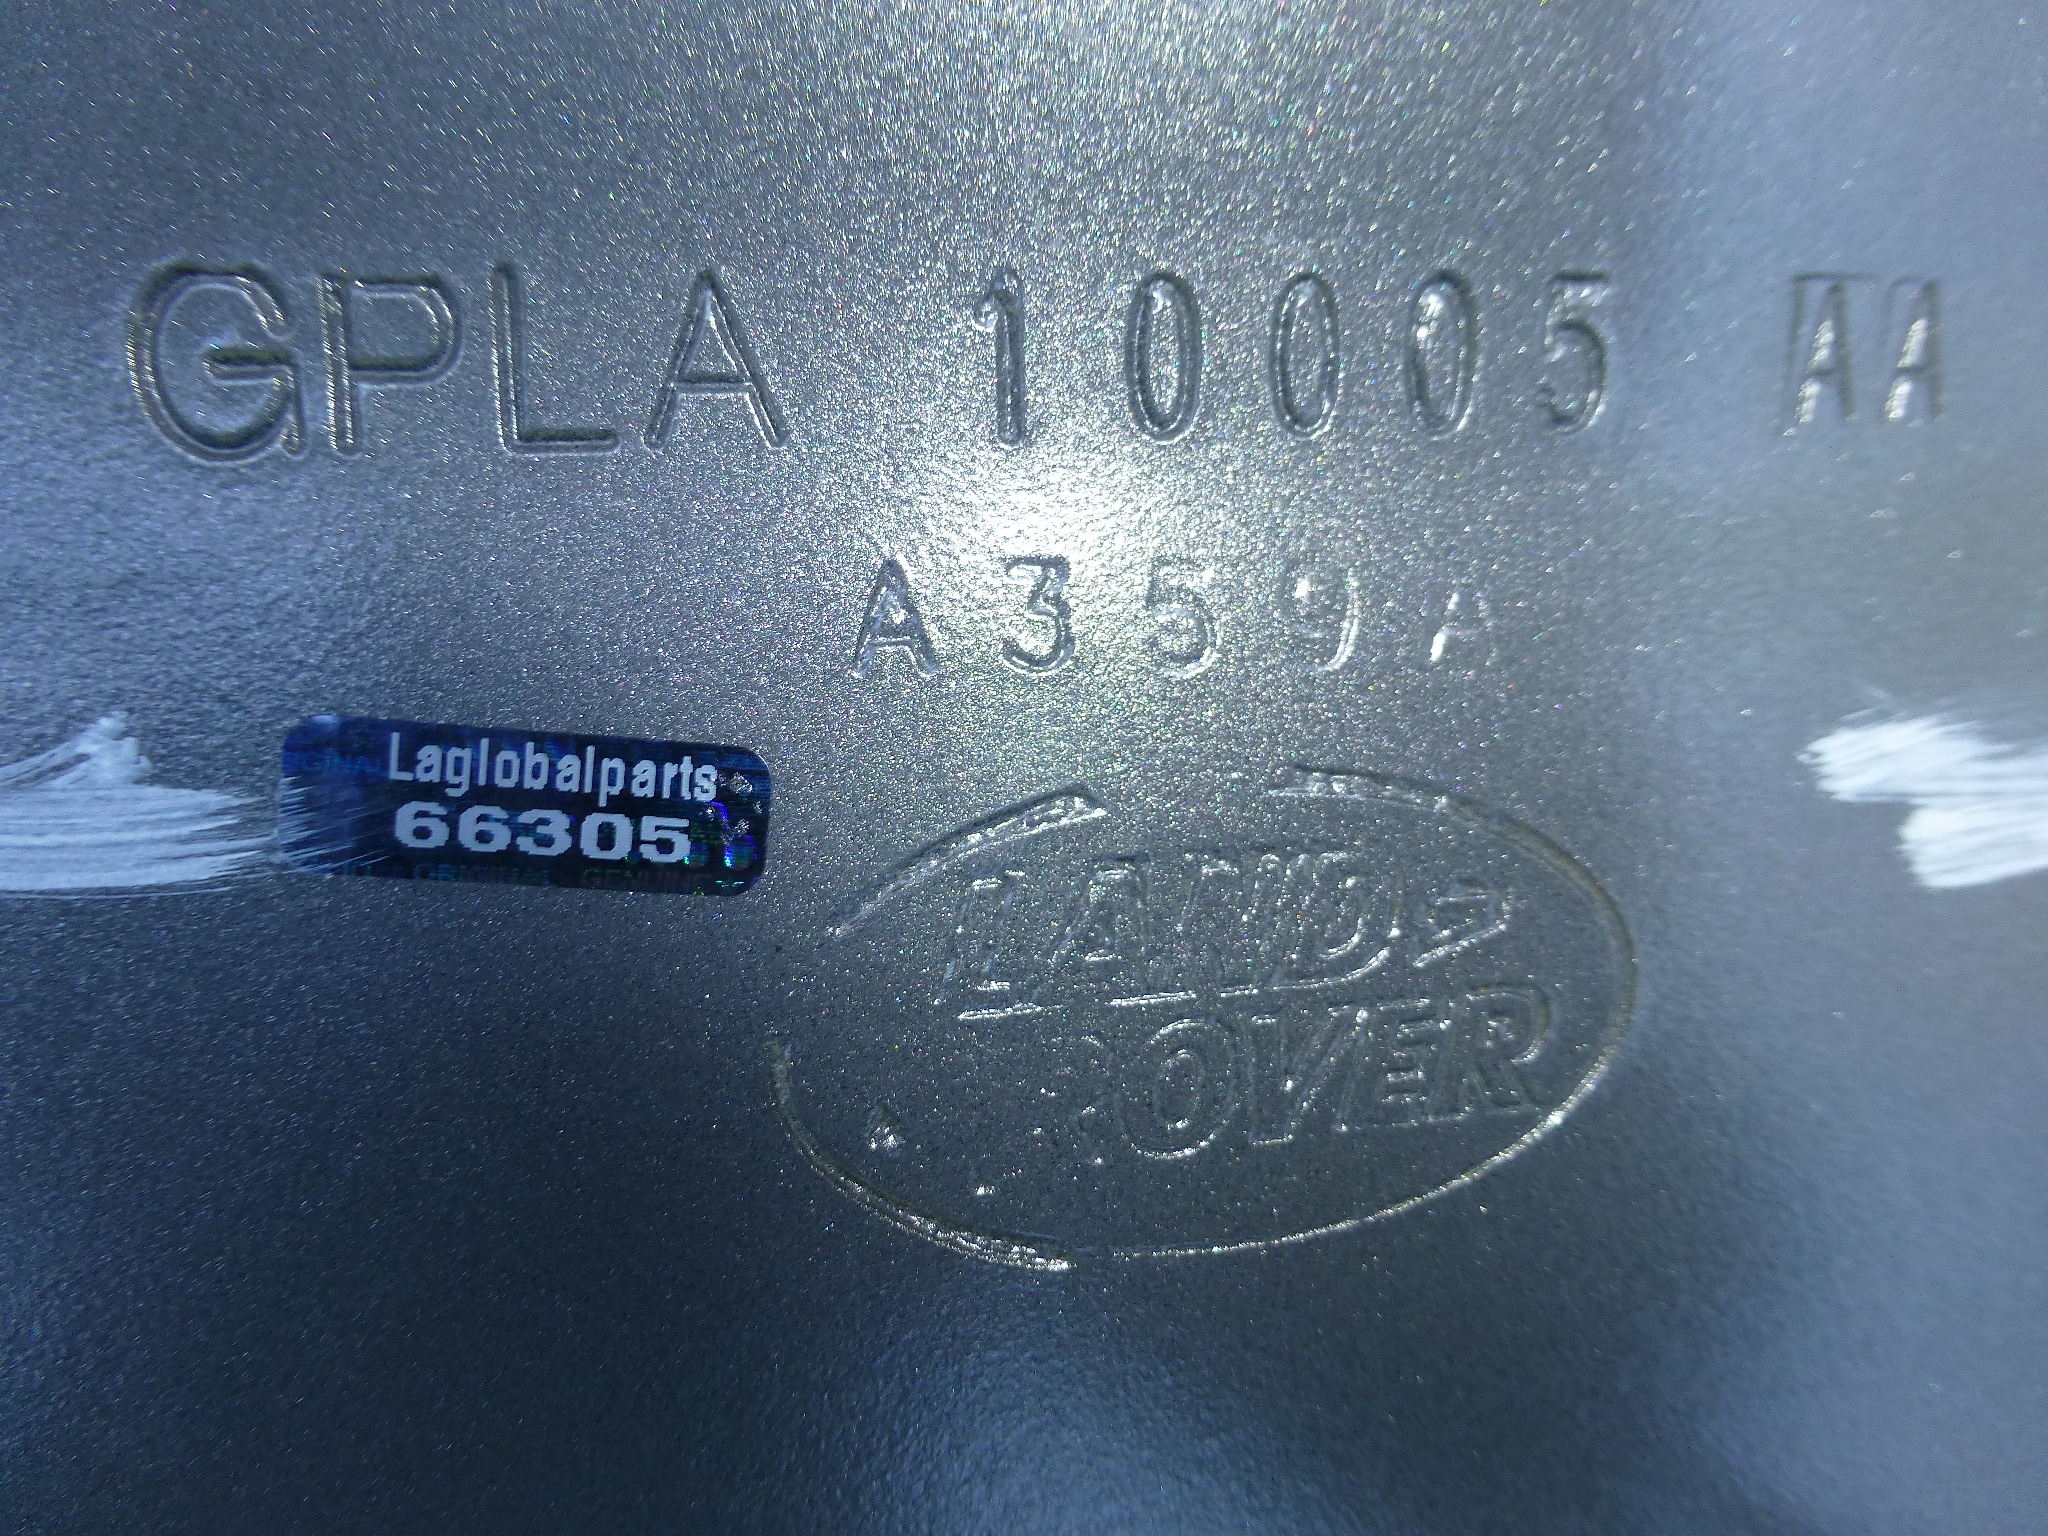 GPLA 10005 AA
A359A
Laglobalparts
66305
LAND
ROVER